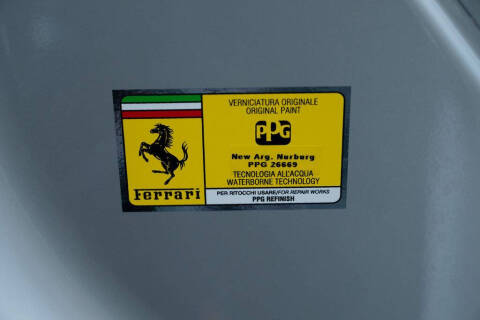 VERNICIATURA ORIGINALE
ORIGINAL PAINT
PPG
New Arg. Nurburg
PPG 26669
TECNOLOGIA ALL'ACQUA
WATERBORNE TECHNOLOGY
Ferrari
PER RITOCCHI USARE/FOR REPAIR WORKS
PPG REFINISH